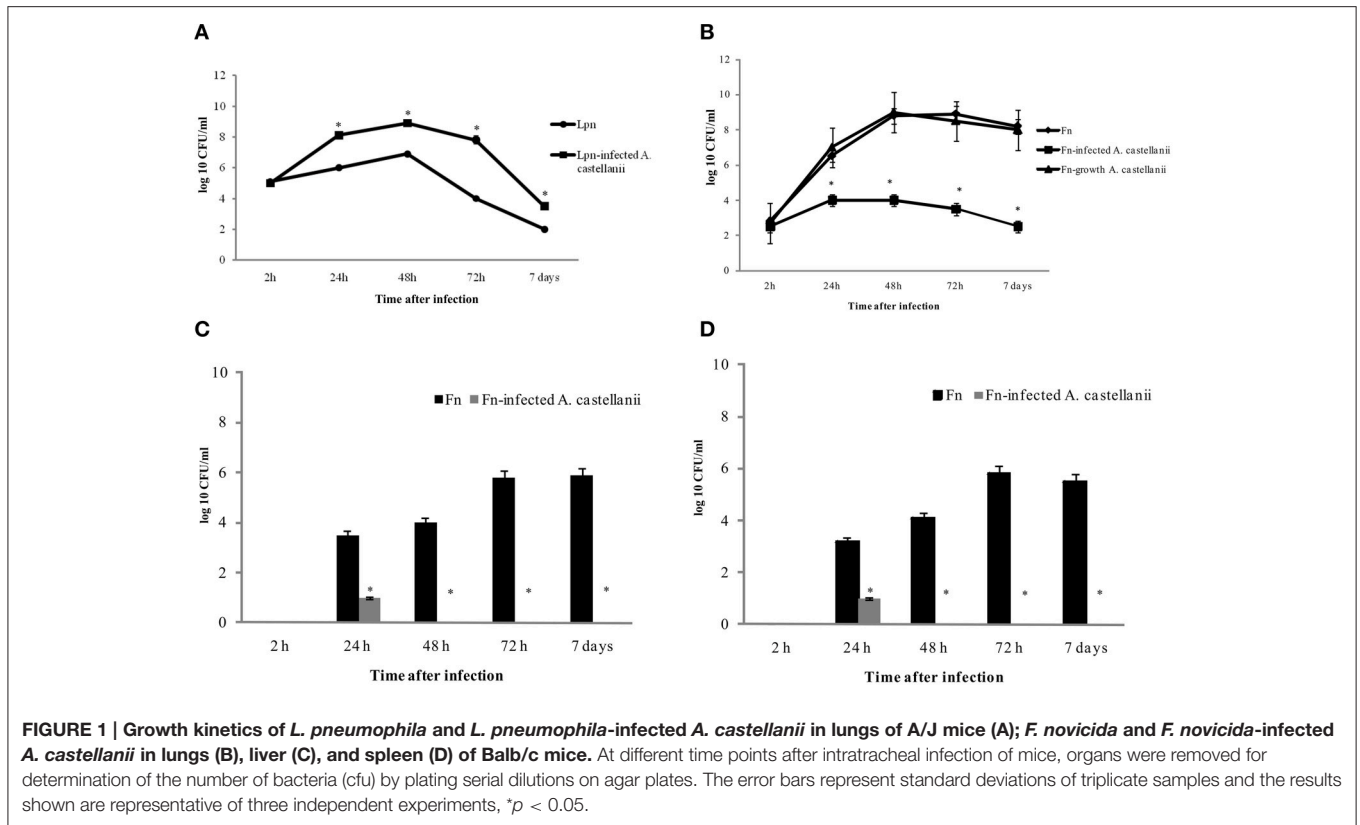 A
12
10
8
6
4
2
0
log 10 CFU/ml
*
*
*
*
Lpn
Lpn-infected A.
castellanii
2h
24h
48h
72h
7 days
Time after infection
B
12
10
8
6
4
2
0
log 10 CFU/ml
*
*
*
*
Fn
Fn-infected A. castellanii
Fn-growth A. castellanii
2h
24h
48h
72h
7 days
Time after infection
C
10
8
6
4
2
0
log 10 CFU/ml
Fn
Fn-infected A. castellanii
*
*
*
*
2 h
24 h
48 h
72 h
7 days
Time after infection
D
10
8
6
4
2
0
log 10 CFU/ml
Fn
Fn-infected A. castellanii
*
*
*
*
2 h
24 h
48 h
72 h
7 days
Time after infection
FIGURE 1 | Growth kinetics of L. pneumophila and L. pneumophila-infected A. castellanii in lungs of A/J mice (A); F. novicida and F. novicida-infected
A. castellanii in lungs (B), liver (C), and spleen (D) of Balb/c mice. At different time points after intratracheal infection of mice, organs were removed for
determination of the number of bacteria (cfu) by plating serial dilutions on agar plates. The error bars represent standard deviations of triplicate samples and the results
shown are representative of three independent experiments, *p < 0.05.